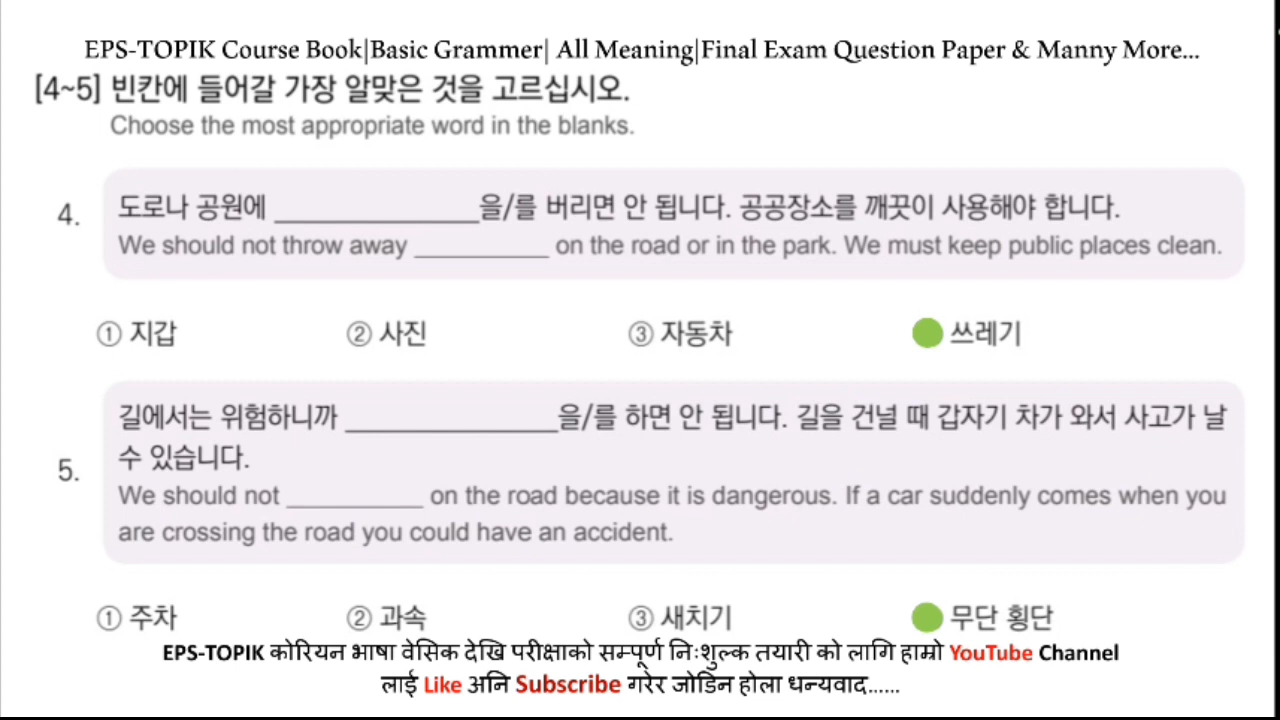 EPS-TOPIK Course Book|Basic Grammer| All Meaning|Final Exam Question Paper & Manny More...
[4~5] 빈칸에 들어갈 가장 알맞은 것을 고르십시오.
Choose the most appropriate word in the blanks.
4. 도로나 공원에 ______________을/를 버리면 안 됩니다. 공공장소를 깨끗이 사용해야 합니다.
We should not throw away __________ on the road or in the park. We must keep public places clean.
① 지갑 ② 사진 ③ 자동차 쓰레기
길에서는 위험하니까 ______________을/를 하면 안 됩니다. 길을 건널 때 갑자기 차가 와서 사고가 날
5. 수 있습니다.
We should not __________ on the road because it is dangerous. If a car suddenly comes when you
are crossing the road you could have an accident.
① 주차 ② 과속 ③ 새치기 무단 횡단
EPS-TOPIK कोरियन भाषा वेसिक देखि परीक्षाको सम्पूर्ण निःशुल्क तयारी को लागि हाम्रो YouTube Channel
लाई Like अनि Subscribe गरेर जोडिन होला धन्यवाद......